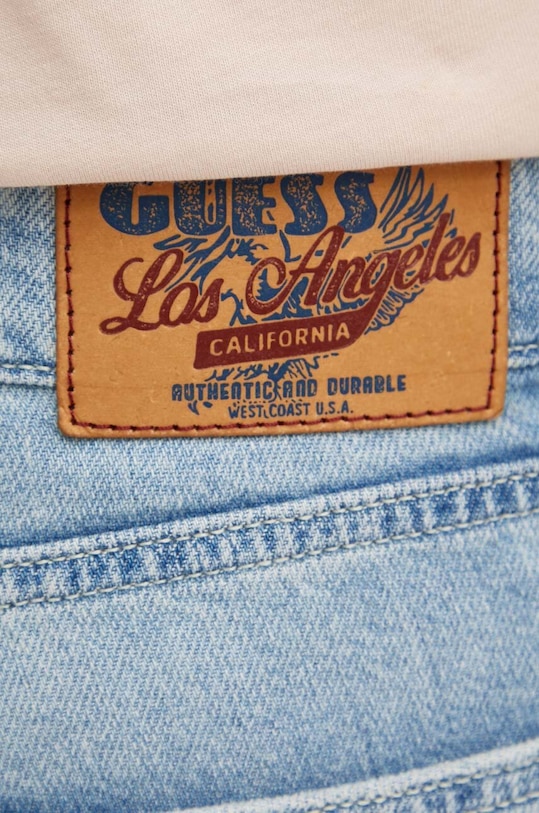 GUESS
Los Angeles
CALIFORNIA
AUTHENTIC AND DURABLE
WEST COAST U.S.A.